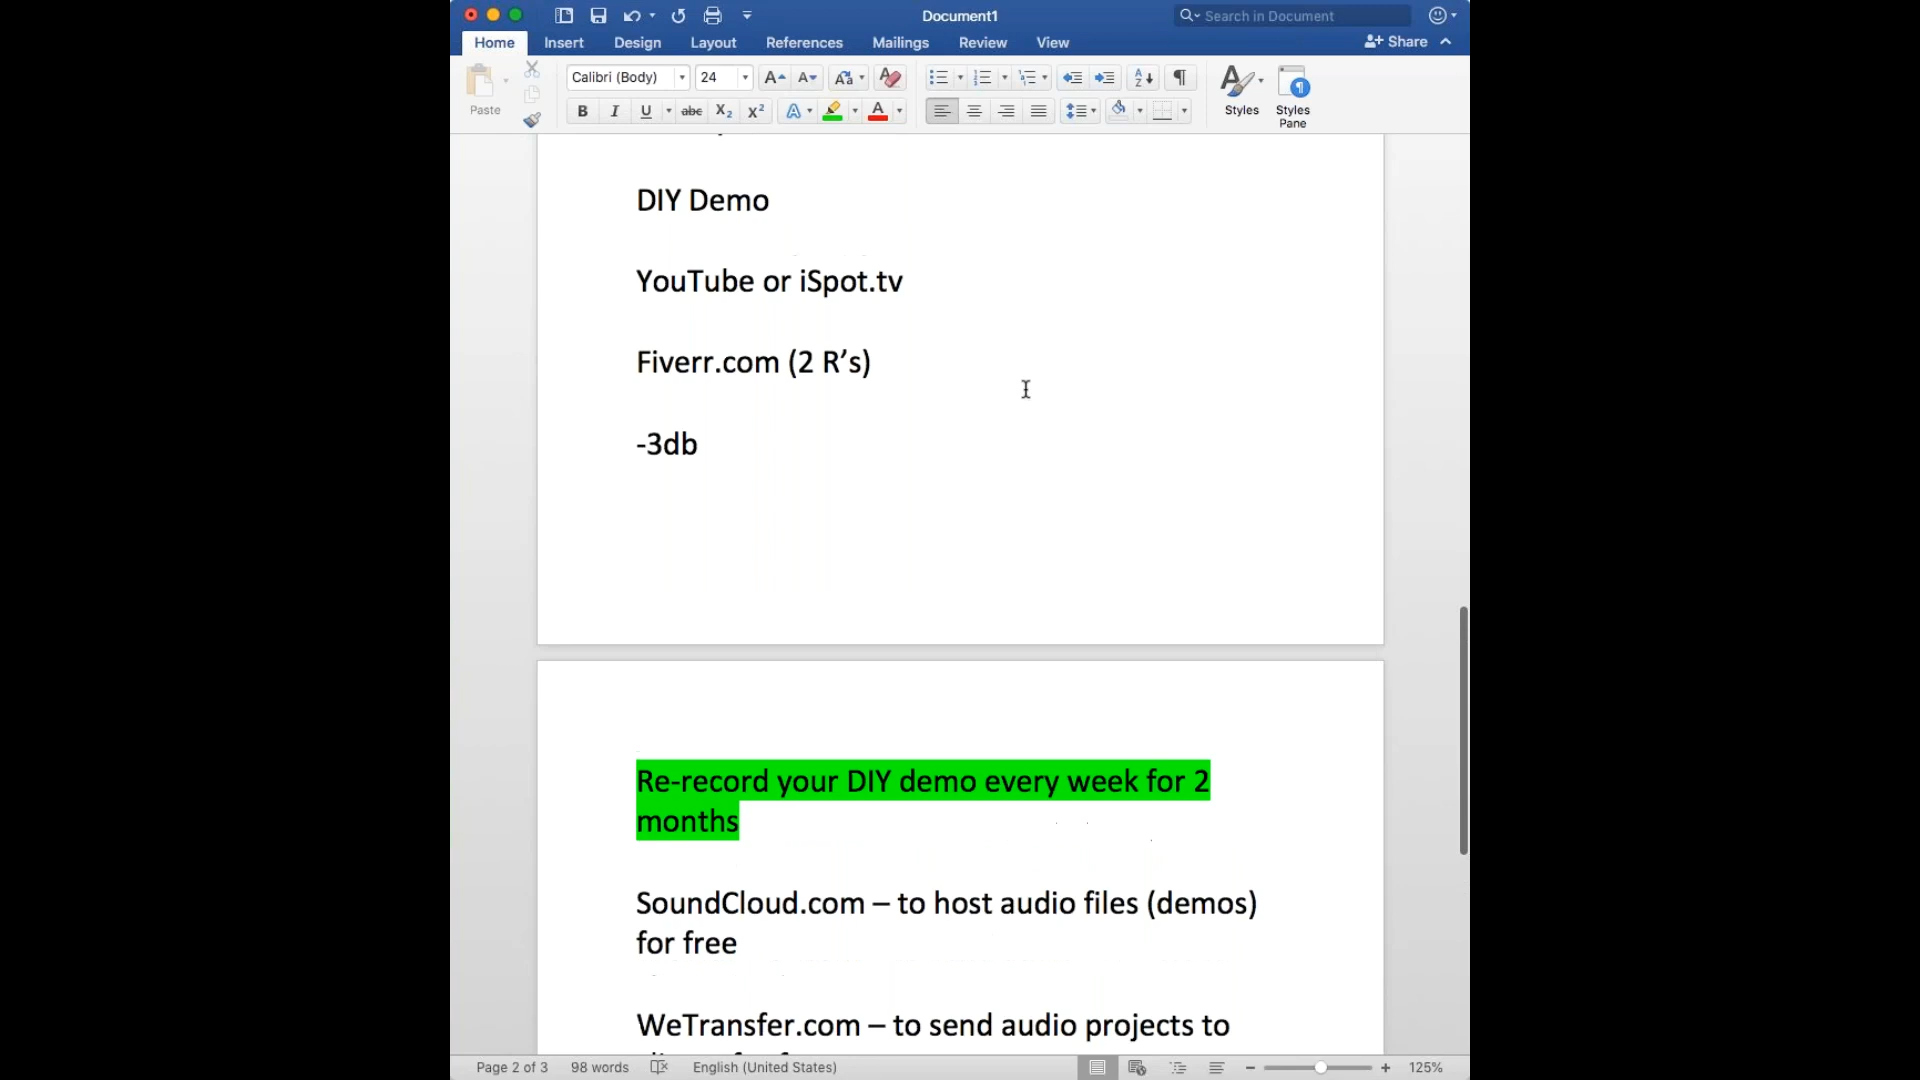 Document1
Search in Document
Home Insert Design Layout References Mailings Review View Share
Paste
Calibri (Body) 24
B I U abc X₂ X²
Styles
Styles Pane
DIY Demo
YouTube or iSpot.tv
Fiverr.com (2 R’s)
-3db
Re-record your DIY demo every week for 2
months
SoundCloud.com – to host audio files (demos)
for free
WeTransfer.com – to send audio projects to
Page 2 of 3 98 words English (United States) 125%